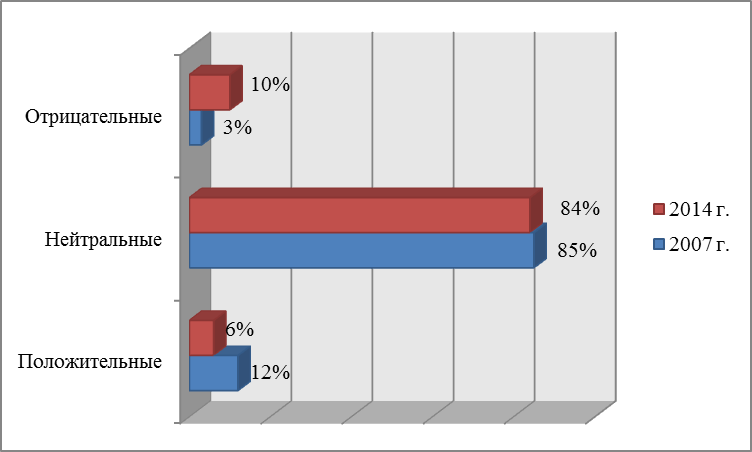 Отрицательные
10%
3%
Нейтральные
84%
85%
Положительные
6%
12%
2014 г.
2007 г.